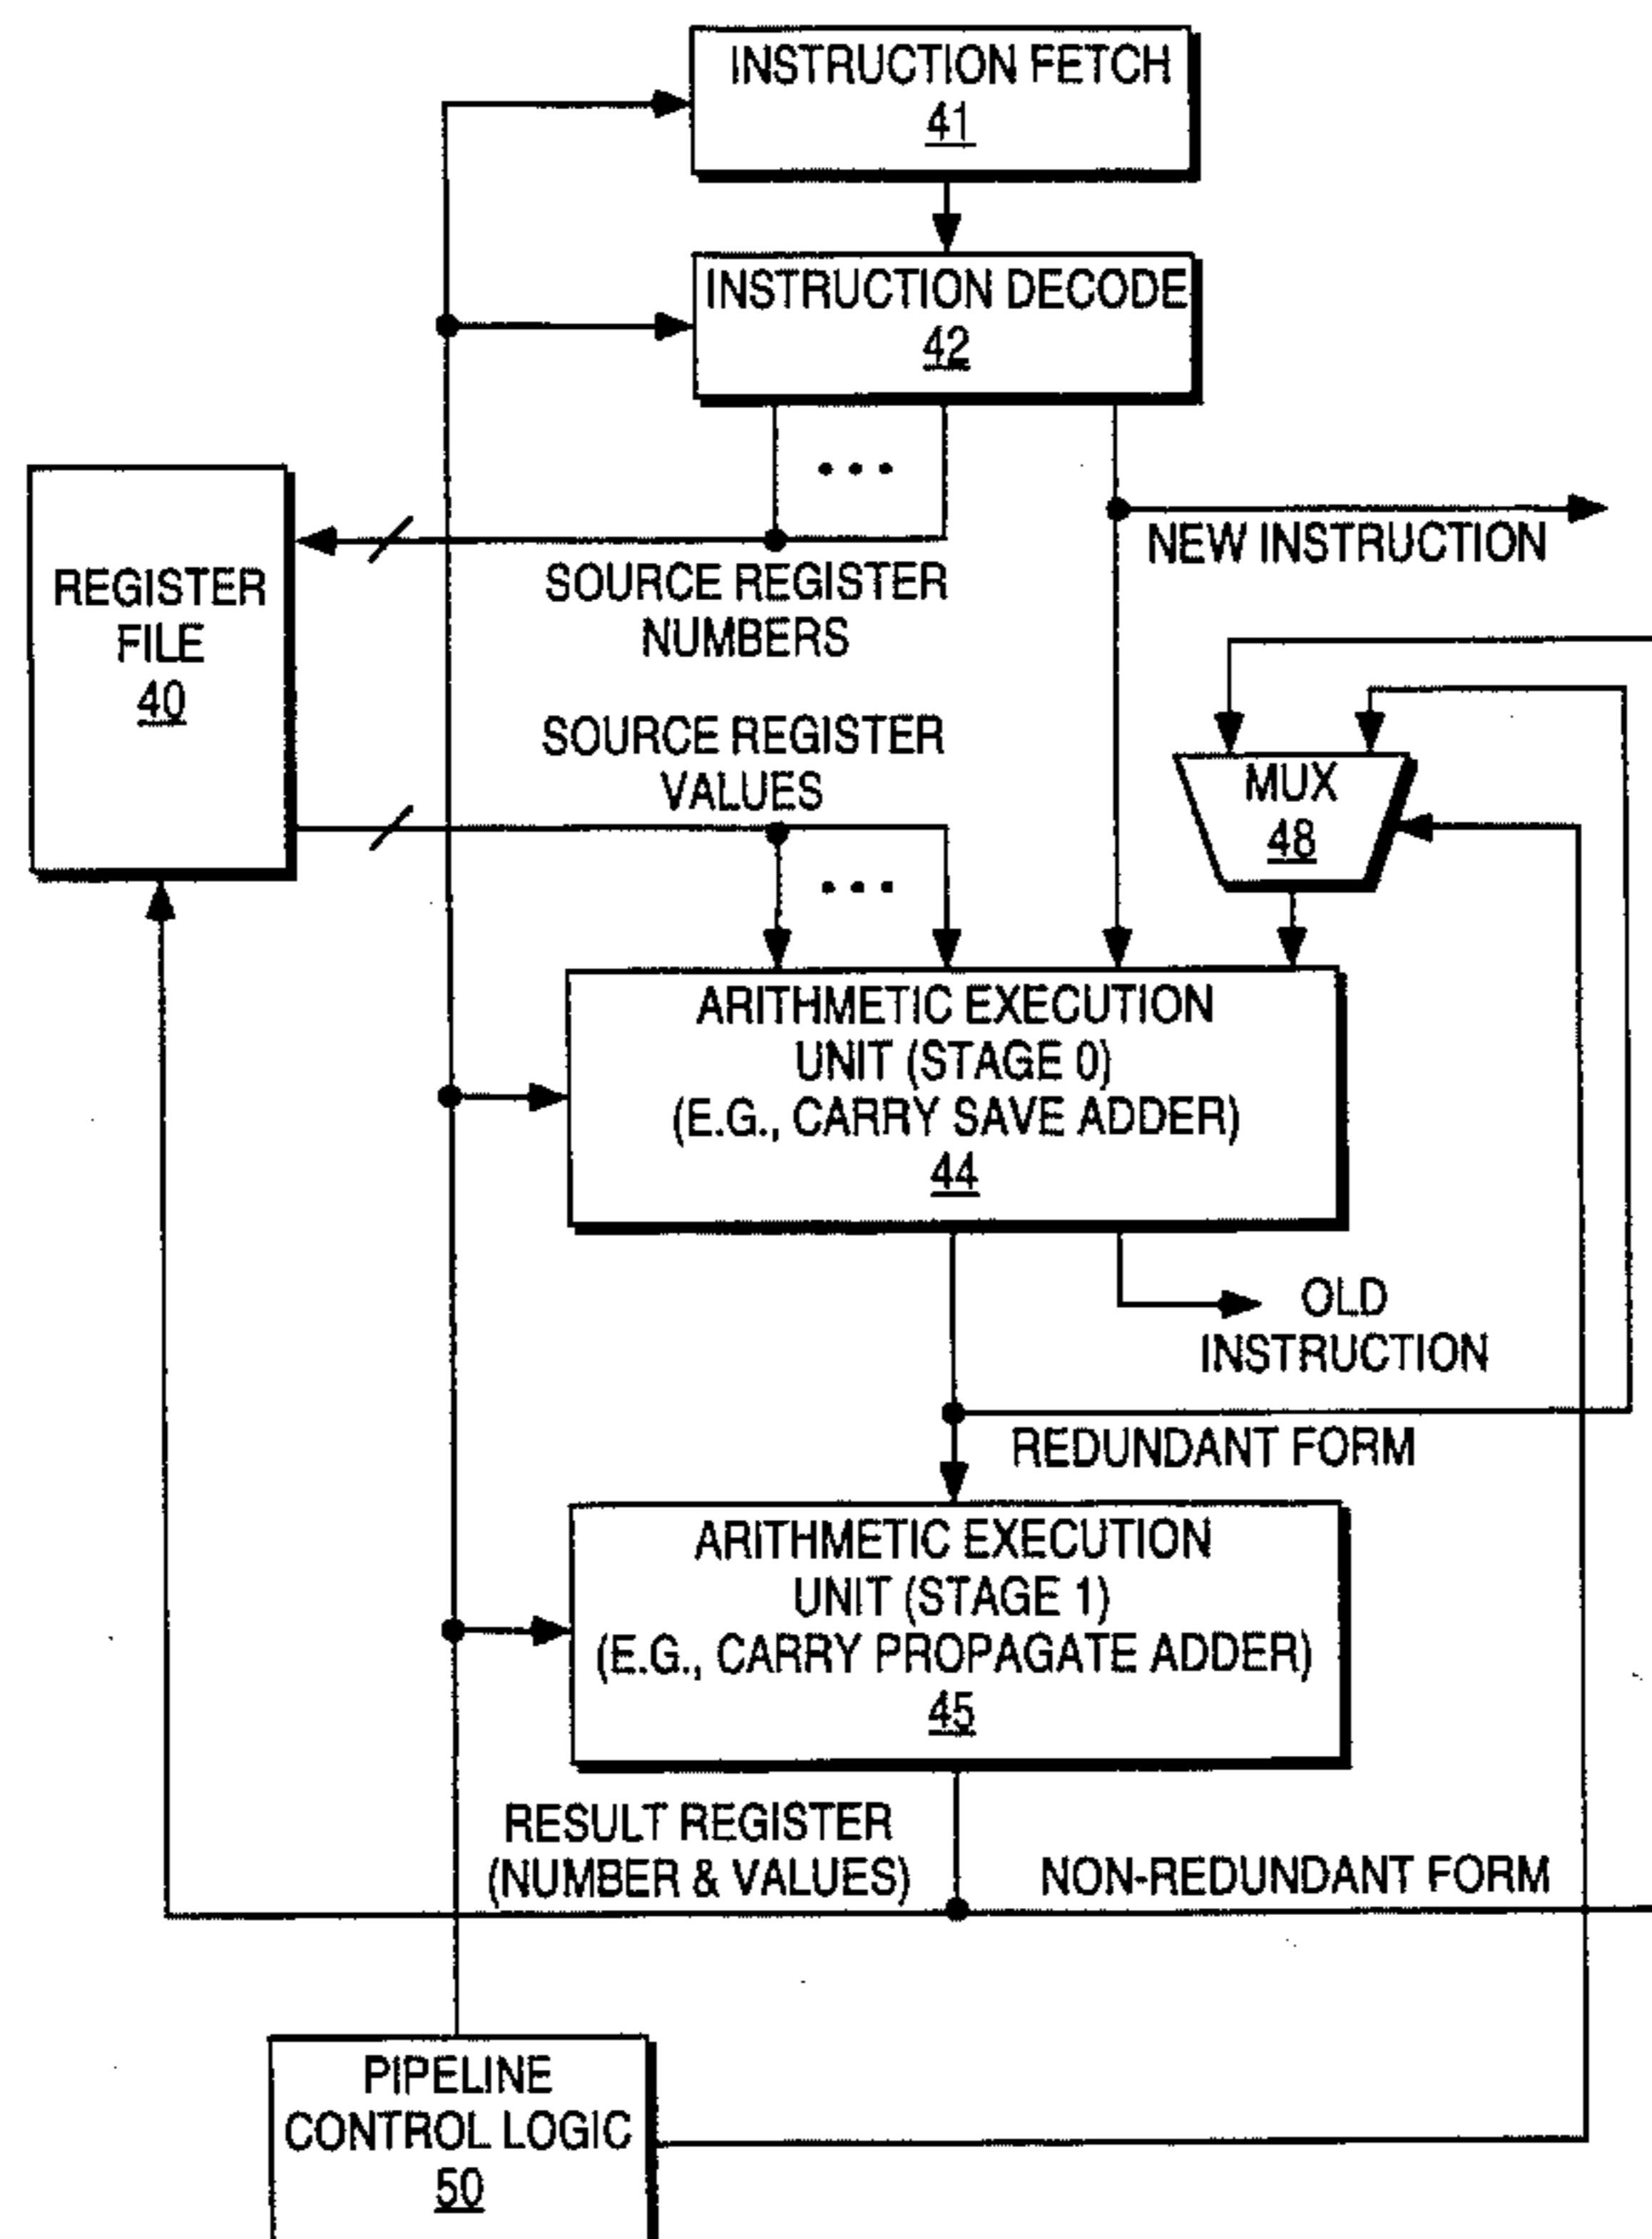 INSTRUCTION FETCH
41
INSTRUCTION DECODE
42
• • •
NEW INSTRUCTION
SOURCE REGISTER
NUMBERS
REGISTER
FILE
40
SOURCE REGISTER
VALUES
MUX
48
• • •
ARITHMETIC EXECUTION
UNIT (STAGE 0)
(E.G., CARRY SAVE ADDER)
44
OLD
INSTRUCTION
REDUNDANT FORM
ARITHMETIC EXECUTION
UNIT (STAGE 1)
(E.G., CARRY PROPAGATE ADDER)
45
RESULT REGISTER
(NUMBER & VALUES)
NON-REDUNDANT FORM
PIPELINE
CONTROL LOGIC
50